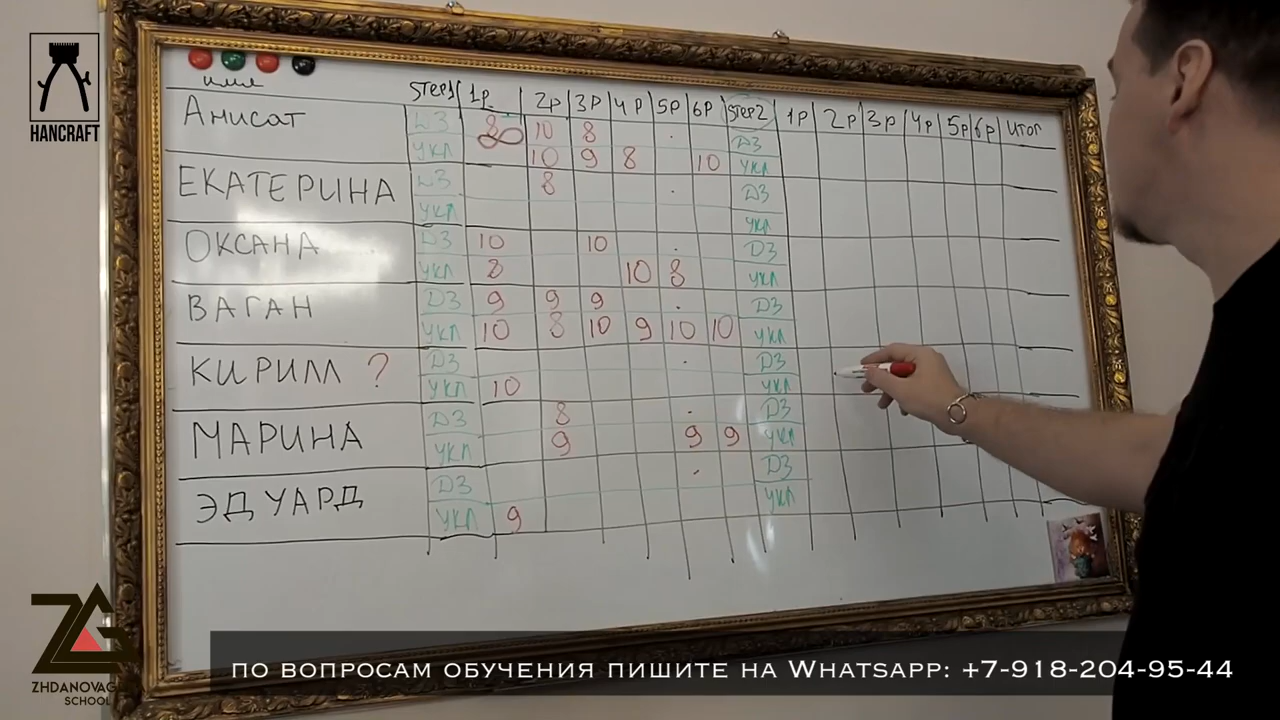 HANCRAFT
имя STEP1 1р 2р 3р 4р 5р 6р STEP2 1р 2р 3р 4р 5р 6р итог
Анисат ДЗ 8 10 8 . ДЗ
УКЛ 10 9 8 10 УКЛ
ЕКАТЕРИНА ДЗ 8 . ДЗ
УКЛ УКЛ
ОКСАНА ДЗ 10 10 . ДЗ
УКЛ 8 10 8 УКЛ
ВАГАН ДЗ 9 9 9 . ДЗ
УКЛ 10 8 10 9 10 10 УКЛ
КИРИЛЛ ? ДЗ . ДЗ
УКЛ 10 УКЛ
МАРИНА ДЗ 8 . ДЗ
УКЛ 9 9 9 УКЛ
ЭДУАРД ДЗ . ДЗ
УКЛ 9 УКЛ
ZHDANOVAG
SCHOOL
по вопросам обучения пишите на Whatsapp: +7-918-204-95-44